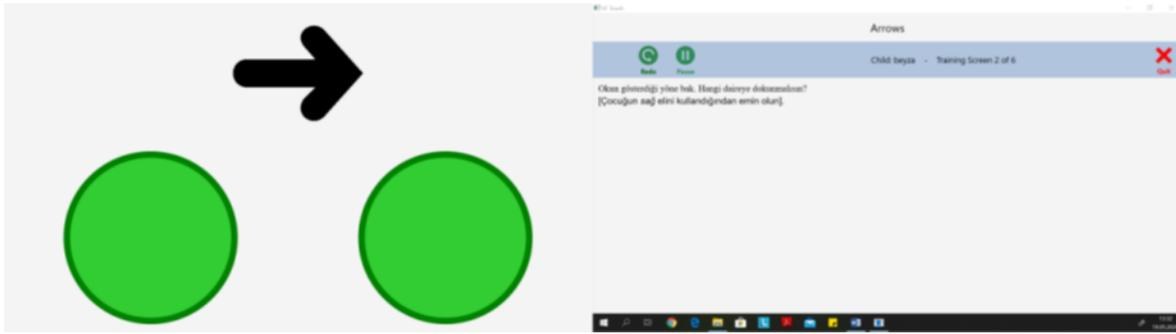 Arrows
Redo
Pause
Child: beyza - Training Screen 2 of 6
Quit
Okun gösterdiği yöne bak. Hangi daireye dokunmalısın?
[Çocuğun sağ elini kullandığından emin olun].